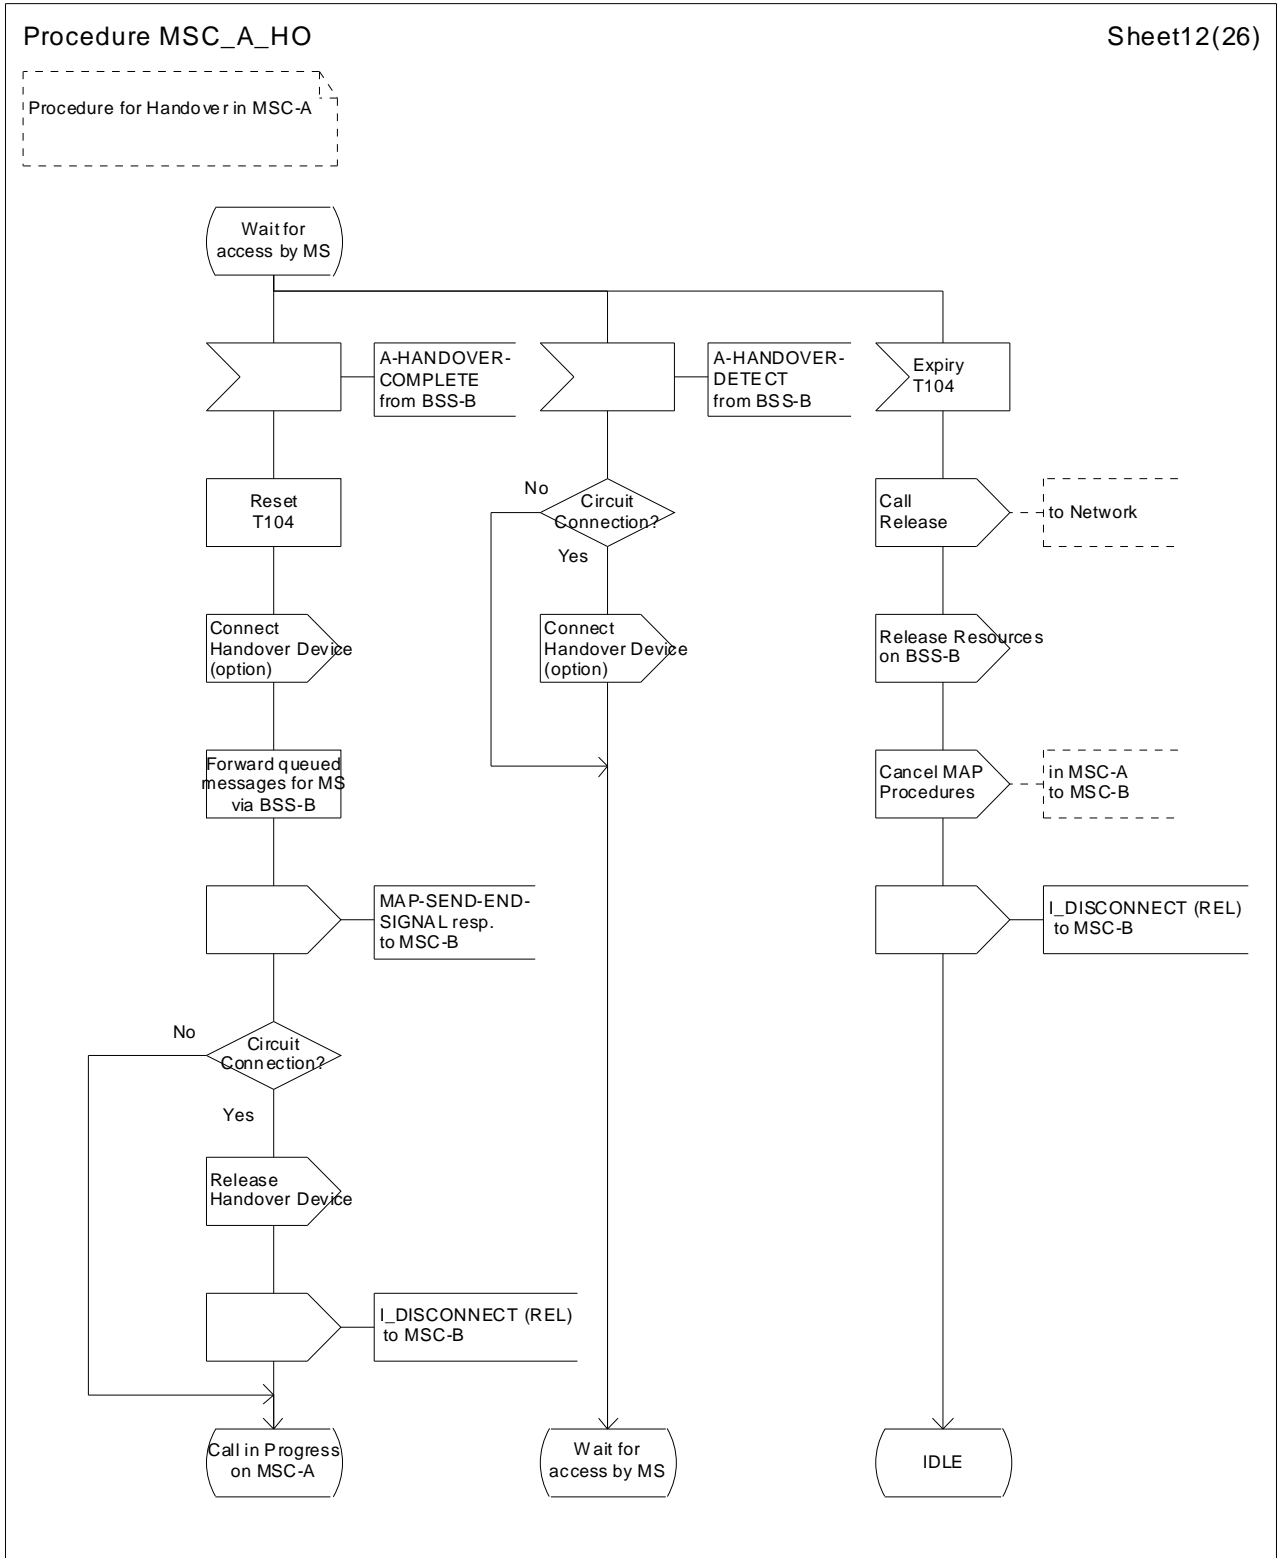 Procedure MSC_A_HO
Sheet12(26)
Procedure for Handover in MSC-A
Wait for
access by MS
A-HANDOVER-
COMPLETE
from BSS-B
A-HANDOVER-
DETECT
from BSS-B
Expiry
T104
Reset
T104
No
Circuit
Connection?
Yes
Call
Release
to Network
Connect
Handover Device
(option)
Connect
Handover Device
(option)
Release Resources
on BSS-B
Forward queued
messages for MS
via BSS-B
Cancel MAP
Procedures
in MSC-A
to MSC-B
MAP-SEND-END-
SIGNAL resp.
to MSC-B
I_DISCONNECT (REL)
to MSC-B
No
Circuit
Connection?
Yes
Release
Handover Device
I_DISCONNECT (REL)
to MSC-B
Call in Progress
on MSC-A
Wait for
access by MS
IDLE